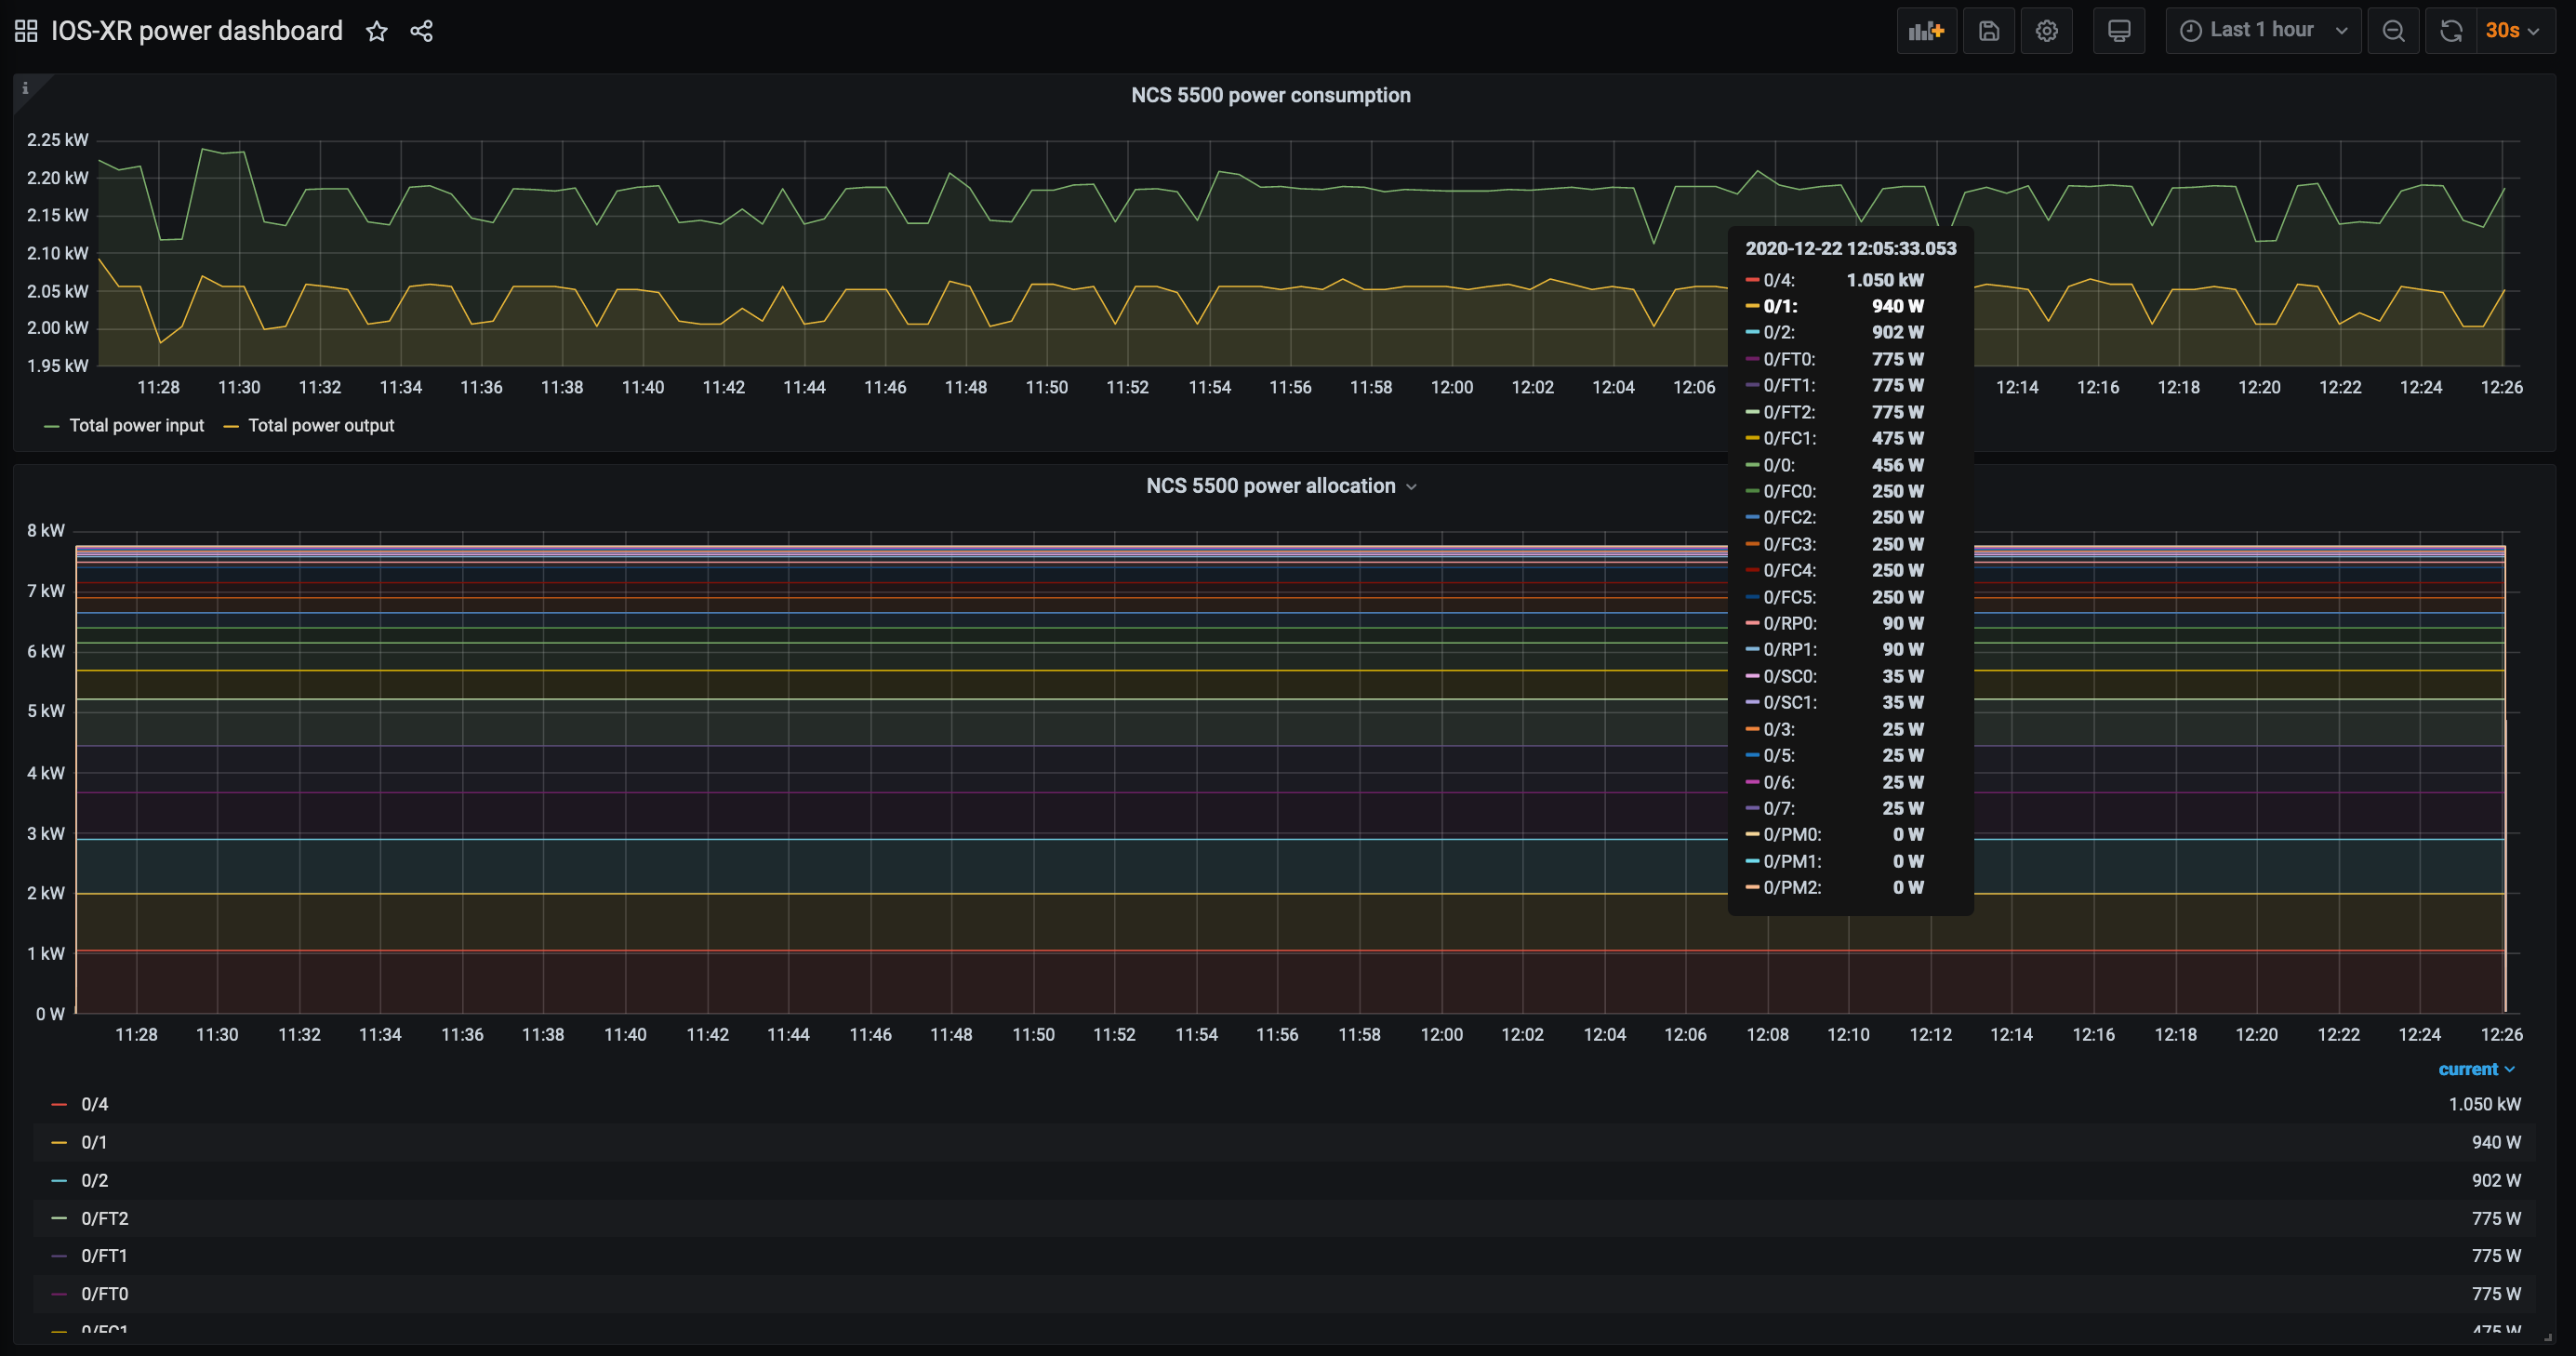 IOS-XR power dashboard
Last 1 hour
30s
i
NCS 5500 power consumption
2.25 kW
2.20 kW
2.15 kW
2.10 kW
2.05 kW
2.00 kW
1.95 kW
11:28 11:30 11:32 11:34 11:36 11:38 11:40 11:42 11:44 11:46 11:48 11:50 11:52 11:54 11:56 11:58 12:00 12:02 12:04 12:06 12:14 12:16 12:18 12:20 12:22 12:24 12:26
Total power input Total power output
2020-12-22 12:05:33.053
0/4: 1.050 kW
0/1: 940 W
0/2: 902 W
0/FT0: 775 W
0/FT1: 775 W
0/FT2: 775 W
0/FC1: 475 W
0/0: 456 W
0/FC0: 250 W
0/FC2: 250 W
0/FC3: 250 W
0/FC4: 250 W
0/FC5: 250 W
0/RP0: 90 W
0/RP1: 90 W
0/SC0: 35 W
0/SC1: 35 W
0/3: 25 W
0/5: 25 W
0/6: 25 W
0/7: 25 W
0/PM0: 0 W
0/PM1: 0 W
0/PM2: 0 W
NCS 5500 power allocation
8 kW
7 kW
6 kW
5 kW
4 kW
3 kW
2 kW
1 kW
0 W
11:28 11:30 11:32 11:34 11:36 11:38 11:40 11:42 11:44 11:46 11:48 11:50 11:52 11:54 11:56 11:58 12:00 12:02 12:04 12:06 12:08 12:10 12:12 12:14 12:16 12:18 12:20 12:22 12:24 12:26
current
0/4 1.050 kW
0/1 940 W
0/2 902 W
0/FT2 775 W
0/FT1 775 W
0/FT0 775 W
0/FC1 475 W